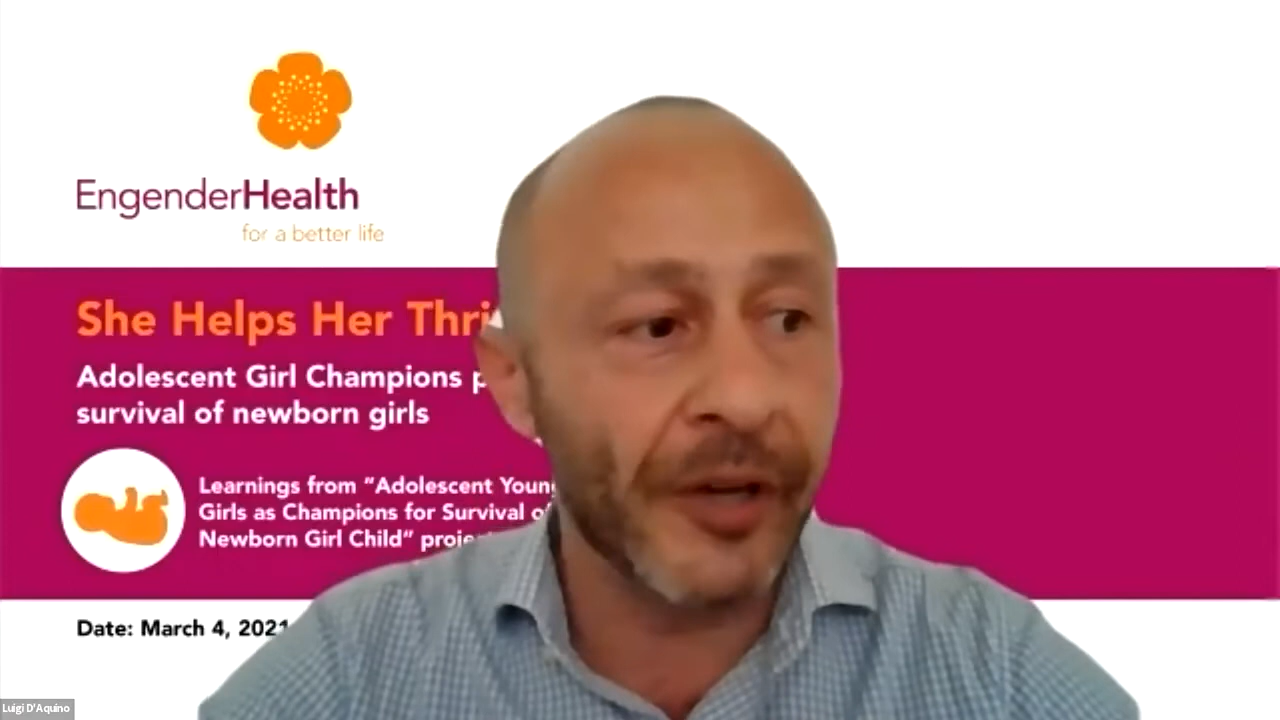 EngenderHealth
for a better life
She Helps Her Thri
Adolescent Girl Champions p
survival of newborn girls
Learnings from “Adolescent Young
Girls as Champions for Survival of
Newborn Girl Child” proje
Date: March 4, 2021
Luigi D'Aquino